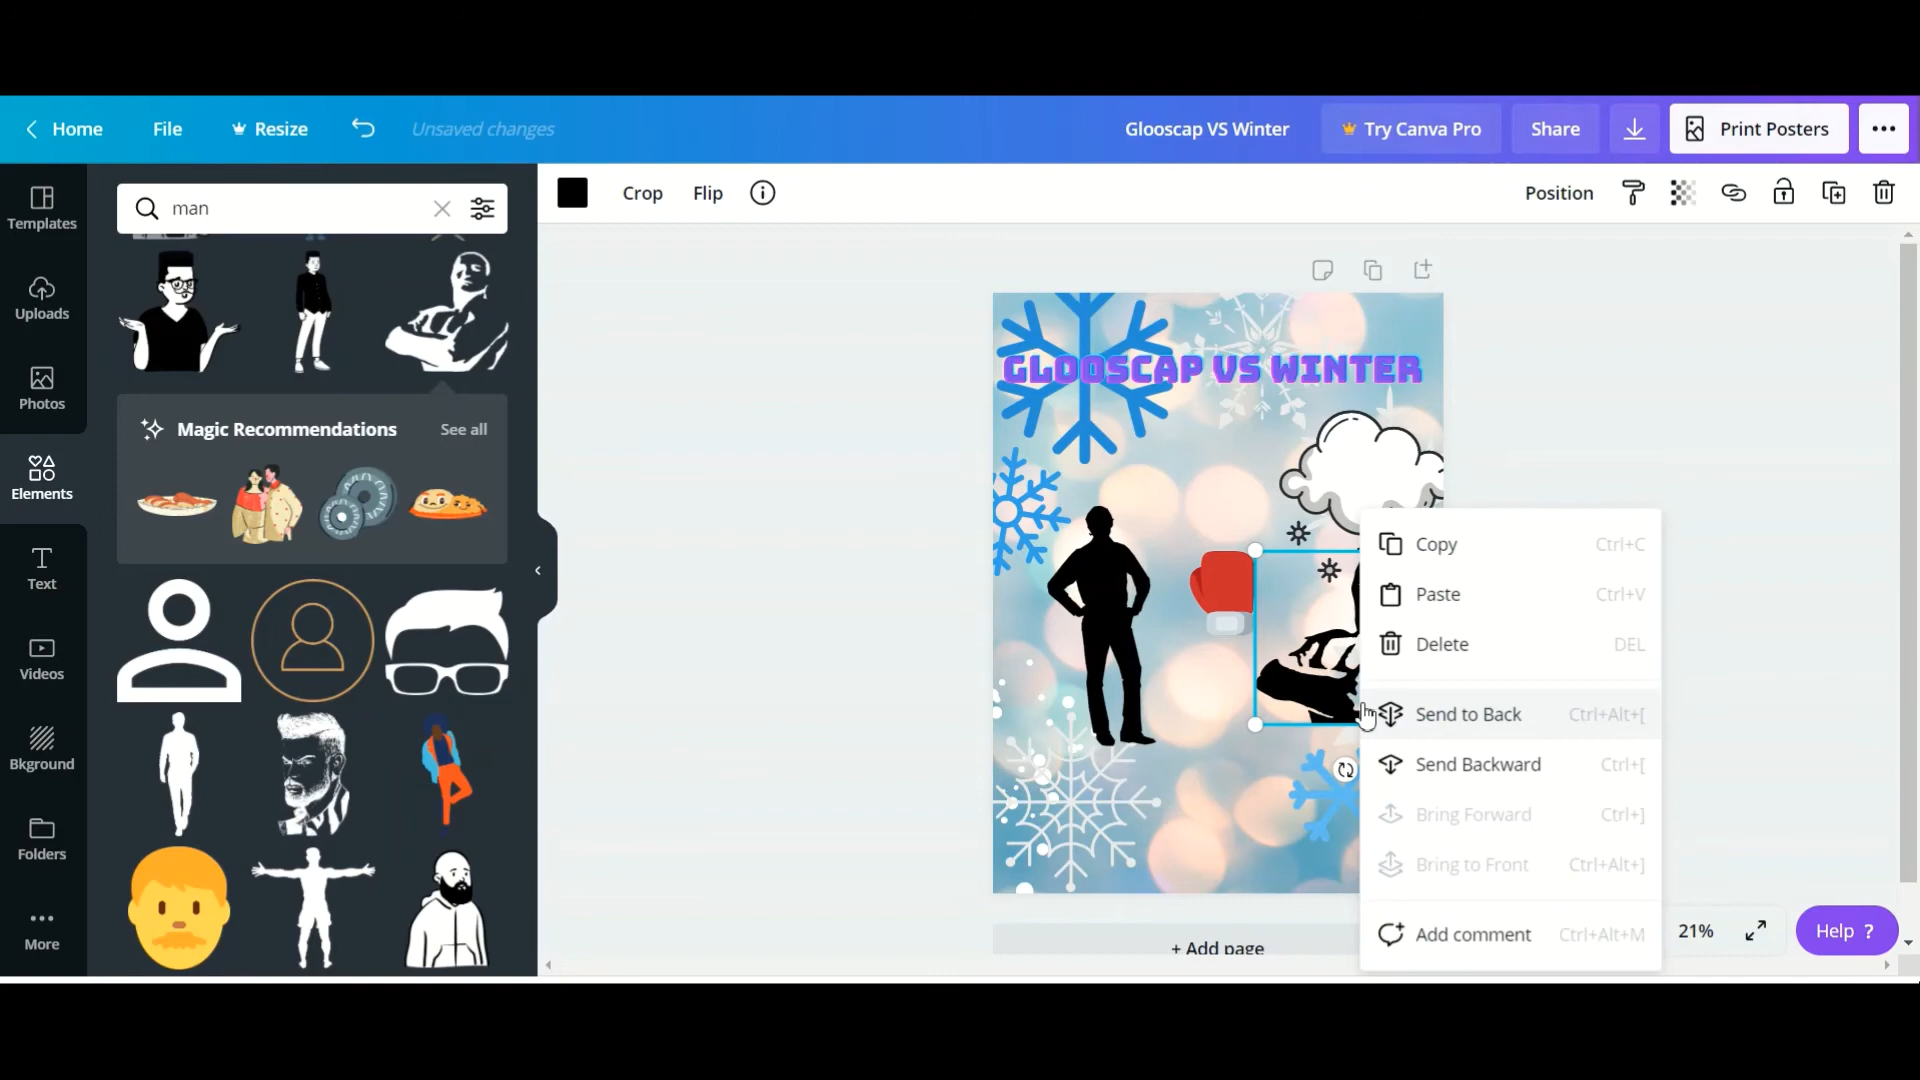 Home
File
Resize
Unsaved changes
Glooscap VS Winter
Try Canva Pro
Share
Print Posters
Templates
Uploads
Photos
Elements
Text
Videos
Bkground
Folders
More
man
Magic Recommendations
See all
Crop
Flip
Position
GLOOSCAP VS WINTER
Copy Ctrl+C
Paste Ctrl+V
Delete DEL
Send to Back Ctrl+Alt+[
Send Backward Ctrl+[
Bring Forward Ctrl+]
Bring to Front Ctrl+Alt+]
Add comment Ctrl+Alt+M
+ Add page
21%
Help ?